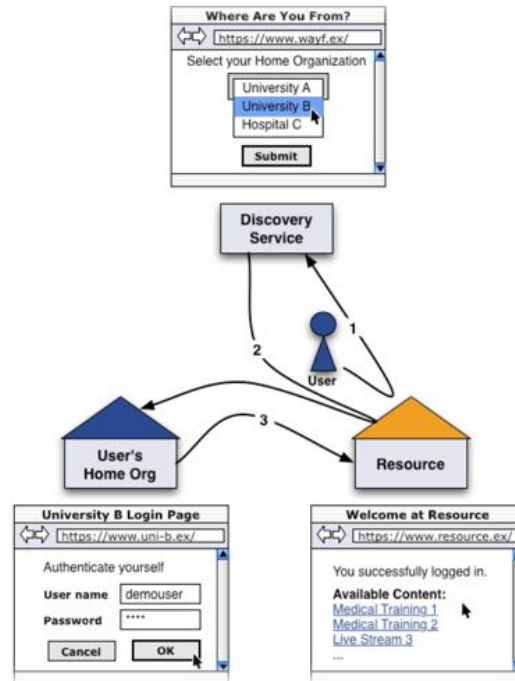 Where Are You From?
https://www.wayf.ex/
Select your Home Organization
University A
University B
Hospital C
Submit
Discovery
Service
1
2
User
3
User's
Home Org
Resource
University B Login Page
https://www.uni-b.ex/
Authenticate yourself
User name demouser
Password ****
Cancel OK
Welcome at Resource
https://www.resource.ex/
You successfully logged in.
Available Content:
Medical Training 1
Medical Training 2
Live Stream 3
...